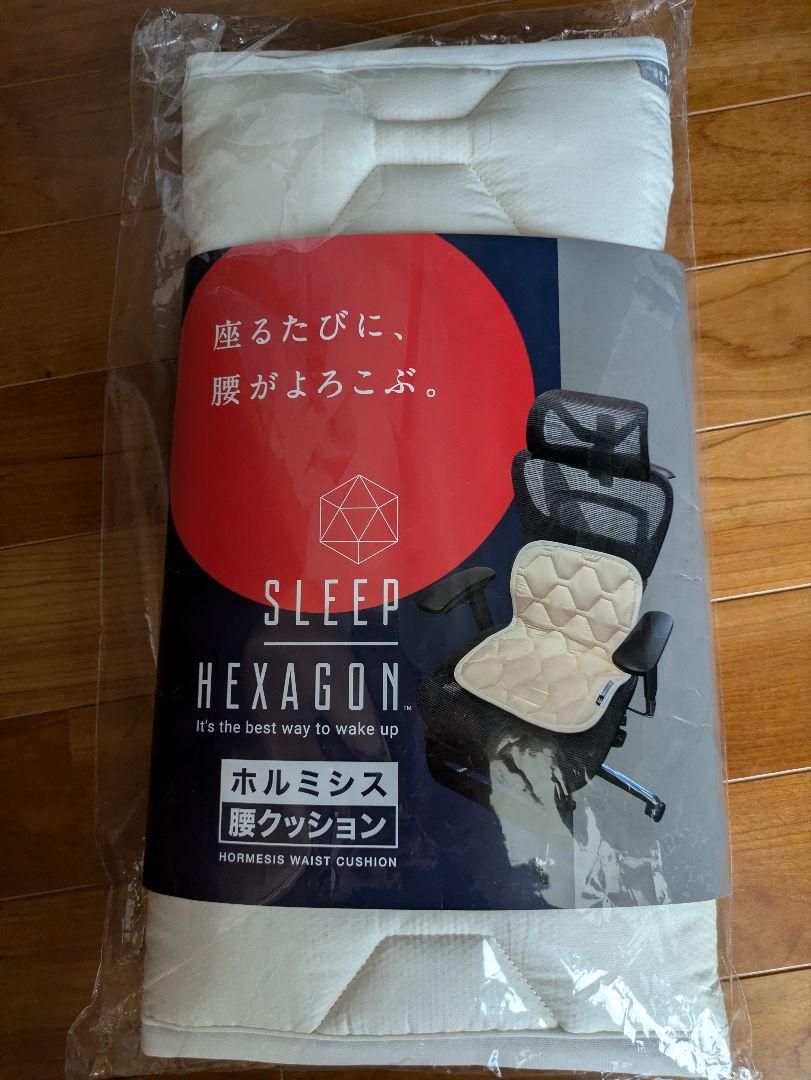 座るたびに、
腰がよろこぶ。
SLEEP
HEXAGON™
It's the best way to wake up
ホルミシス
腰クッション
HORMESIS WAIST CUSHION